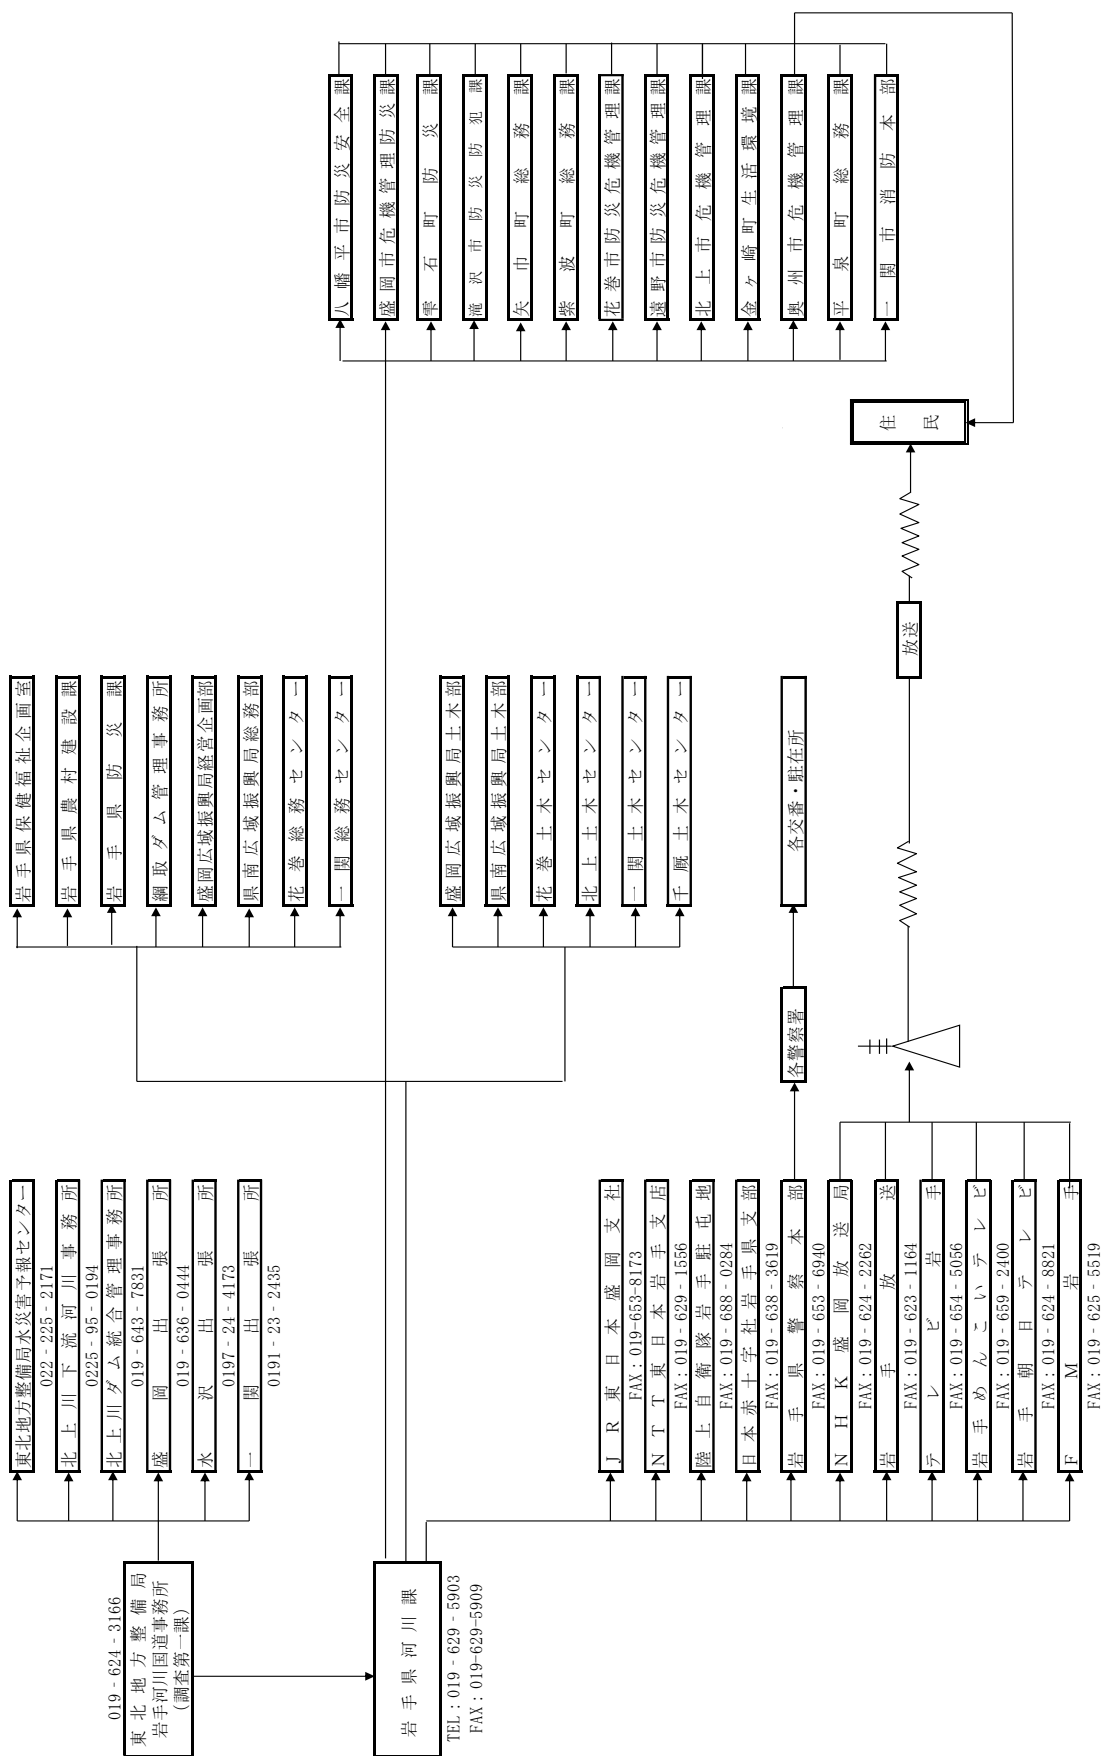 019-624-3166
東北地方整備局
岩手河川国道事務所
(調査第一課)
岩手県河川課
TEL：019-629-5903
FAX：019-629-5909
東北地方整備局水災害予報センター
0222-225-2171
北上川下流河川事務所
0225-95-0194
北上川ダム統合管理事務所
019-643-7831
盛岡出張所
019-636-0444
水沢出張所
0197-24-4173
一関出張所
0191-23-2435
JR東日本盛岡支社
FAX：019-653-8173
NTT東日本岩手支店
FAX：019-629-1556
陸上自衛隊岩手駐屯地
FAX：019-688-0284
日本赤十字社岩手県支部
FAX：019-638-3619
岩手県警察本部
FAX：019-653-6940
NHK盛岡放送局
FAX：019-624-2262
岩手放送
FAX：019-623-1164
テレビ岩手
FAX：019-654-5056
岩手めんこいテレビ
FAX：019-659-2400
岩手朝日テレビ
FAX：019-624-8821
FM岩手
FAX：019-625-5519
岩手県保健福祉企画室
岩手県農村建設課
岩手県防災課
綱取ダム管理事務所
盛岡広域振興局経営企画部
県南広域振興局総務部
花巻総務センター
一関総務センター
盛岡広域振興局土木部
県南広域振興局土木部
花巻土木センター
北上土木センター
一関土木センター
千厩土木センター
各警察署
各交番・駐在所
放送
住民
八幡平市防災安全課
盛岡市危機管理防災課
雫石町防災課
滝沢市防災防犯課
矢巾町総務課
紫波町総務課
花巻市防災危機管理課
遠野市防災危機管理課
北上市危機管理課
金ヶ崎町生活環境課
奥州市危機管理課
平泉町総務課
一関市消防本部